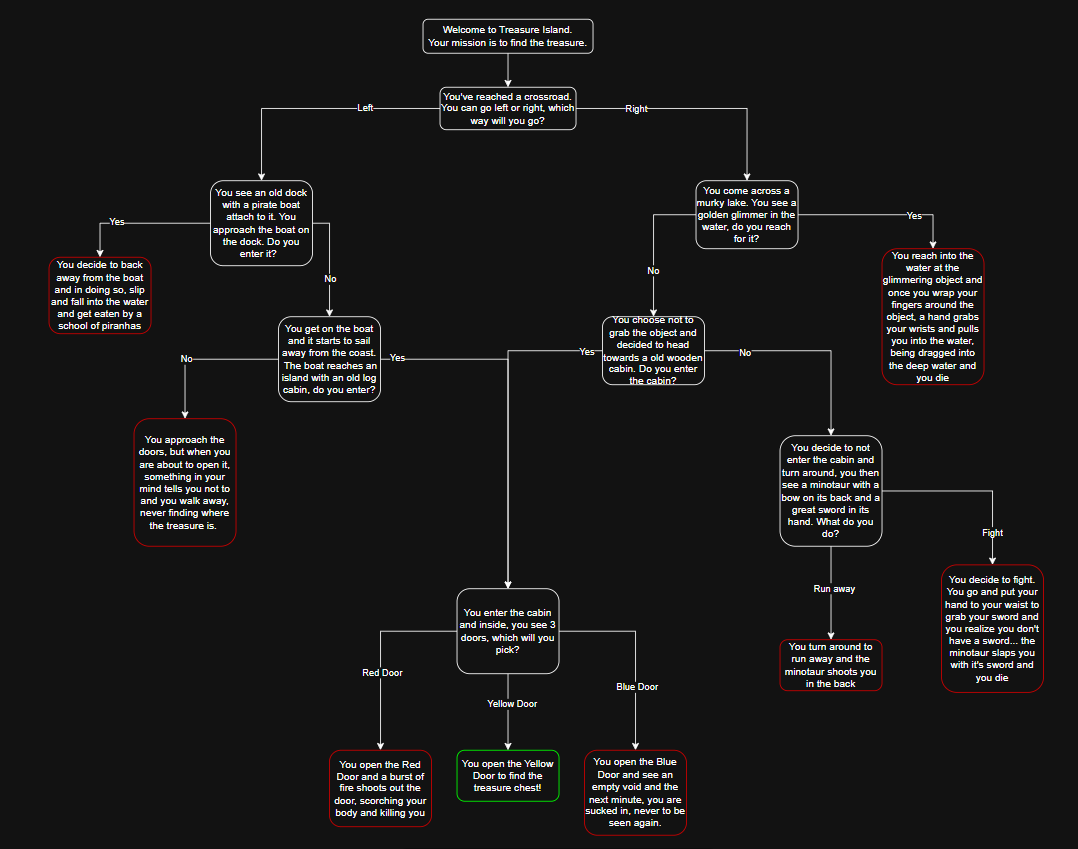 Welcome to Treasure Island.
Your mission is to find the treasure.
You've reached a crossroad.
You can go left or right, which
way will you go?
Left
Right
You see an old dock
with a pirate boat
attach to it. You
approach the boat on
the dock. Do you
enter it?
You come across a
murky lake. You see a
golden glimmer in the
water, do you reach
for it?
Yes
No
No
Yes
You decide to back
away from the boat
and in doing so, slip
and fall into the water
and get eaten by a
school of piranhas
You reach into the
water at the
glimmering object and
once you wrap your
fingers around the
object, a hand grabs
your wrists and pulls
you into the water,
being dragged into
the deep water and
you die
You get on the boat
and it starts to sail
away from the coast.
The boat reaches an
island with an old log
cabin, do you enter?
You choose not to
grab the object and
decided to head
towards a old wooden
cabin. Do you enter
the cabin?
No
Yes
Yes
No
You approach the
doors, but when you
are about to open it,
something in your
mind tells you not to
and you walk away,
never finding where
the treasure is.
You decide to not
enter the cabin and
turn around, you then
see a minotaur with a
bow on its back and a
great sword in its
hand. What do you
do?
Run away
Fight
You turn around to
run away and the
minotaur shoots you
in the back
You decide to fight.
You go and put your
hand to your waist to
grab your sword and
you realize you don't
have a sword... the
minotaur slaps you
with it's sword and
you die
You enter the cabin
and inside, you see 3
doors, which will you
pick?
Red Door
Yellow Door
Blue Door
You open the Red
Door and a burst of
fire shoots out the
door, scorching your
body and killing you
You open the Yellow
Door to find the
treasure chest!
You open the Blue
Door and see an
empty void and the
next minute, you are
sucked in, never to be
seen again.